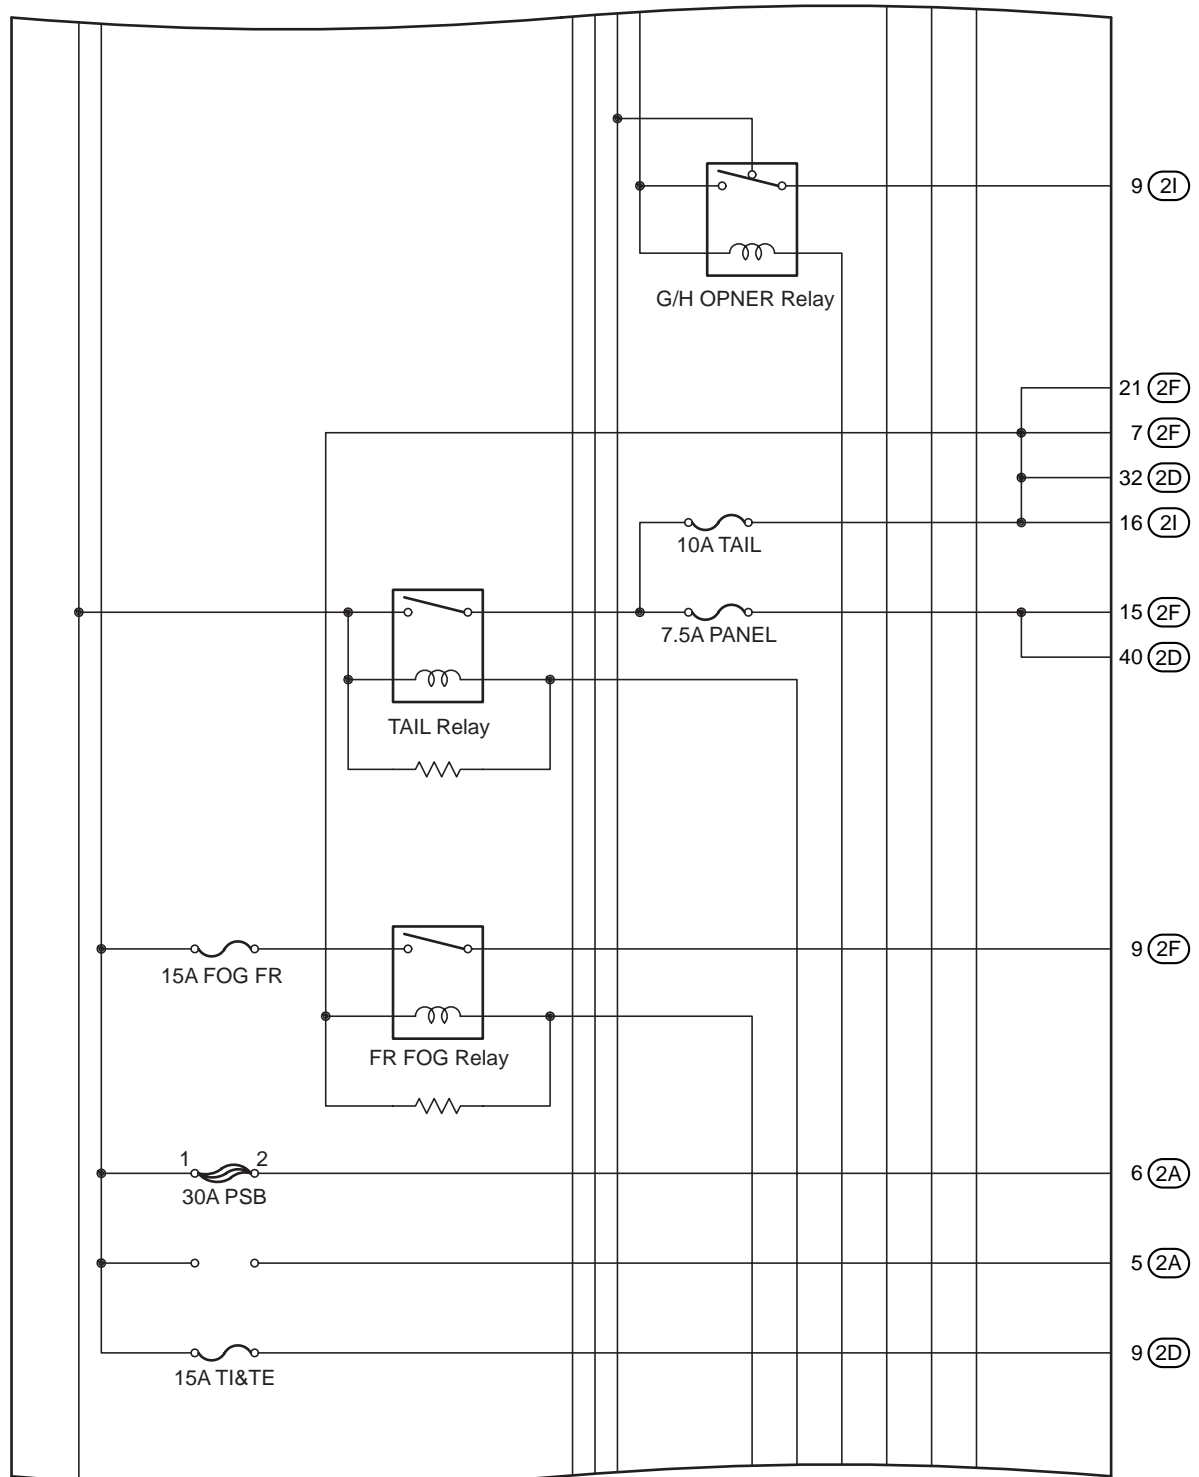 9 2I
G/H OPNER Relay
21 2F
7 2F
32 2D
16 2I
10A TAIL
15 2F
7.5A PANEL
40 2D
TAIL Relay
9 2F
15A FOG FR
FR FOG Relay
1 2
6 2A
30A PSB
5 2A
9 2D
15A TI&TE